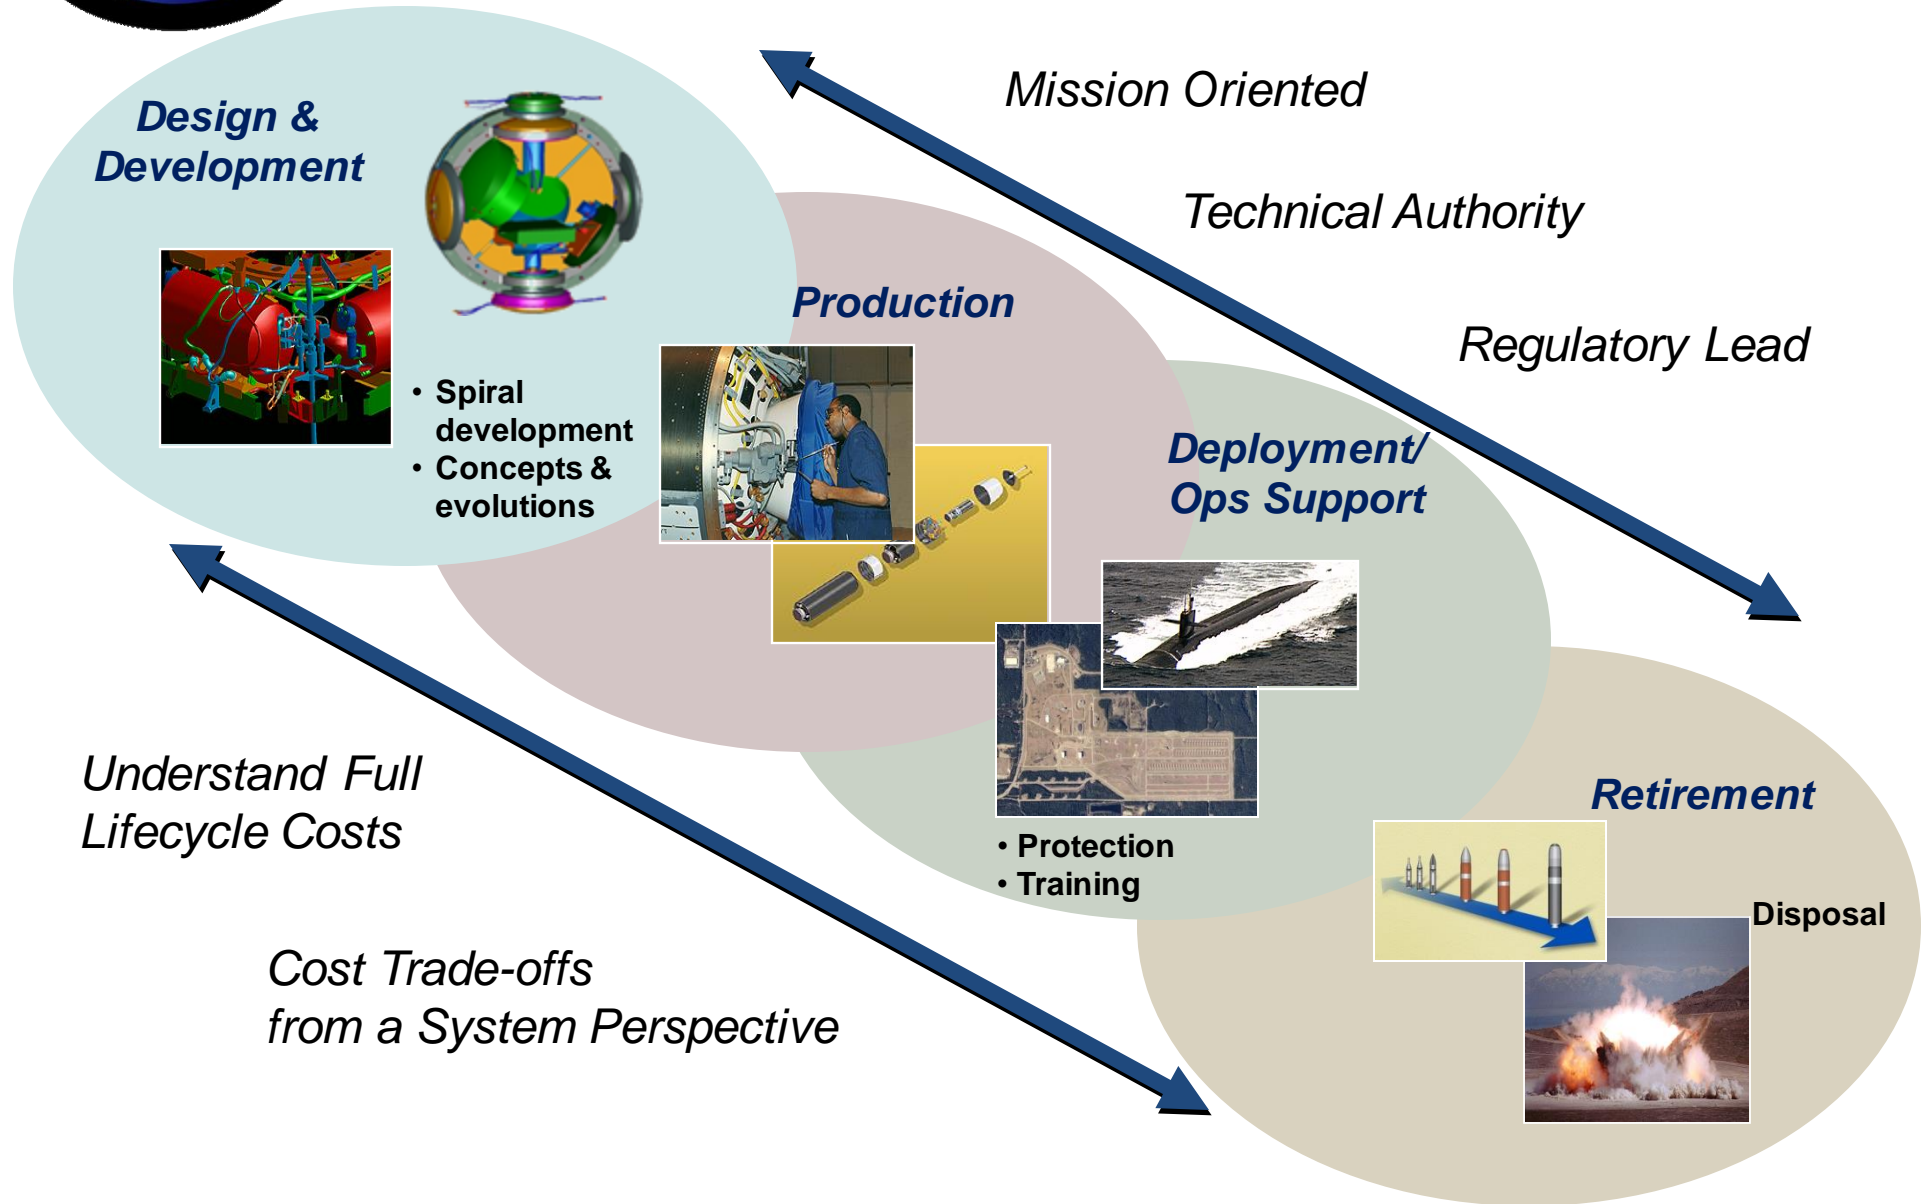 Mission Oriented
Design &
Development
Technical Authority
Production
Regulatory Lead
• Spiral
development
• Concepts &
evolutions
Deployment/
Ops Support
Understand Full
Lifecycle Costs
• Protection
• Training
Retirement
Disposal
Cost Trade-offs
from a System Perspective